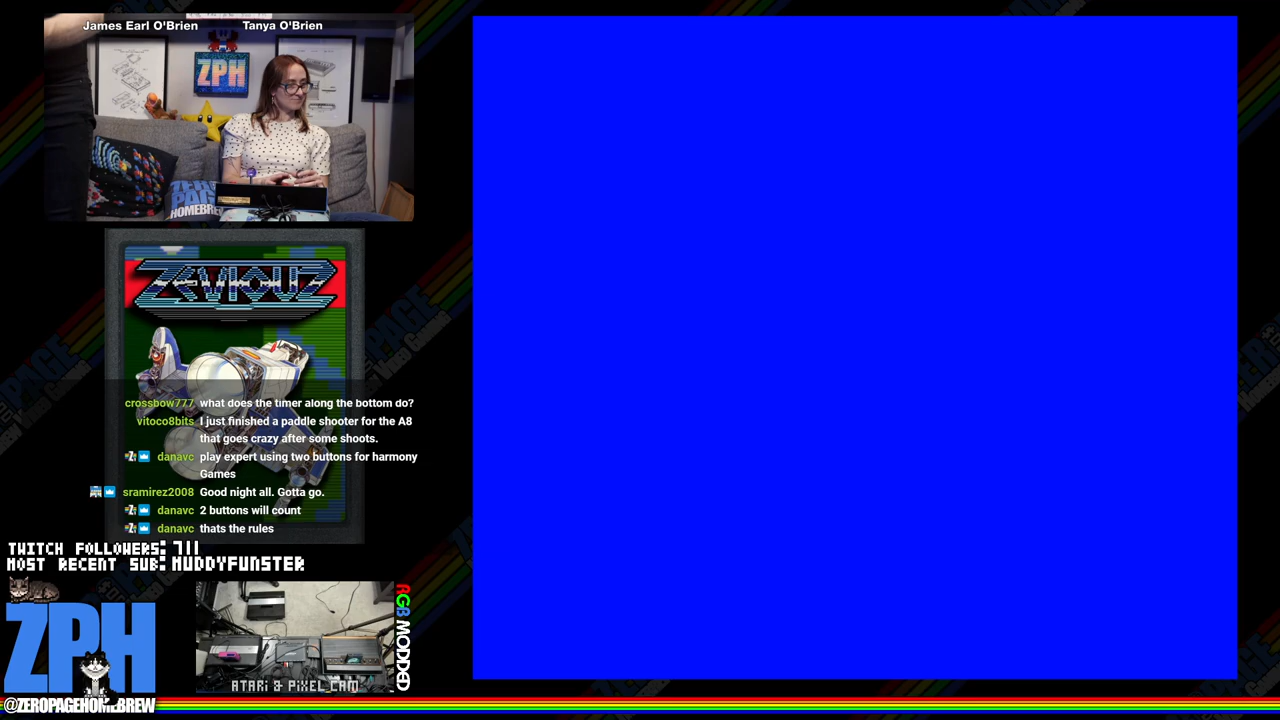 James Earl O'Brien Tanya O'Brien
ZPH
ZERO
PAGE
HOMEBREW
ZEVIOUZ
crossbow777 what does the timer along the bottom do?
vitoco8bits I just finished a paddle shooter for the A8
that goes crazy after some shoots.
danavc play expert using two buttons for harmony
Games
sramirez2008 Good night all. Gotta go.
danavc 2 buttons will count
danavc thats the rules
TWITCH FOLLOWERS: 711
MOST RECENT SUB: MUDDYFUNSTER
ZPH
@ZEROPAGEHOMEBREW
RGB MODDED
ATARI & PIXEL CAM